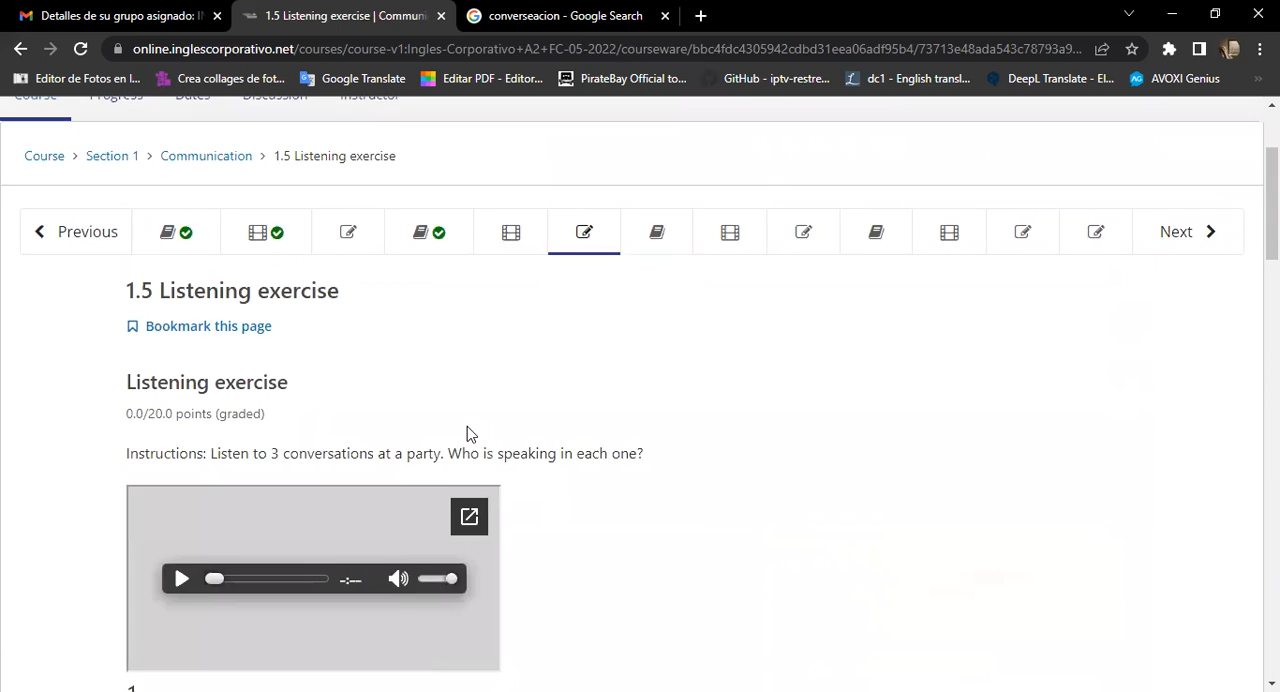 Detalles de su grupo asignado: I
1.5 Listening exercise | Communi
converseacion - Google Search
online.inglescorporativo.net/courses/course-v1:Ingles-Corporativo+A2+FC-05-2022/courseware/bbc4fdc4305942cdbd31eea06adf95b4/73713e48ada543c78793a9...
Editor de Fotos en l...
Crea collages de fot...
Google Translate
Editar PDF - Editor...
PirateBay Official to...
GitHub - iptv-restre...
dc1 - English transl...
DeepL Translate - El...
AVOXI Genius
»
Course Progress Dates Discussion Instructor
Course > Section 1 > Communication > 1.5 Listening exercise
Previous
Next
1.5 Listening exercise
Bookmark this page
Listening exercise
0.0/20.0 points (graded)
Instructions: Listen to 3 conversations at a party. Who is speaking in each one?
-:--
1